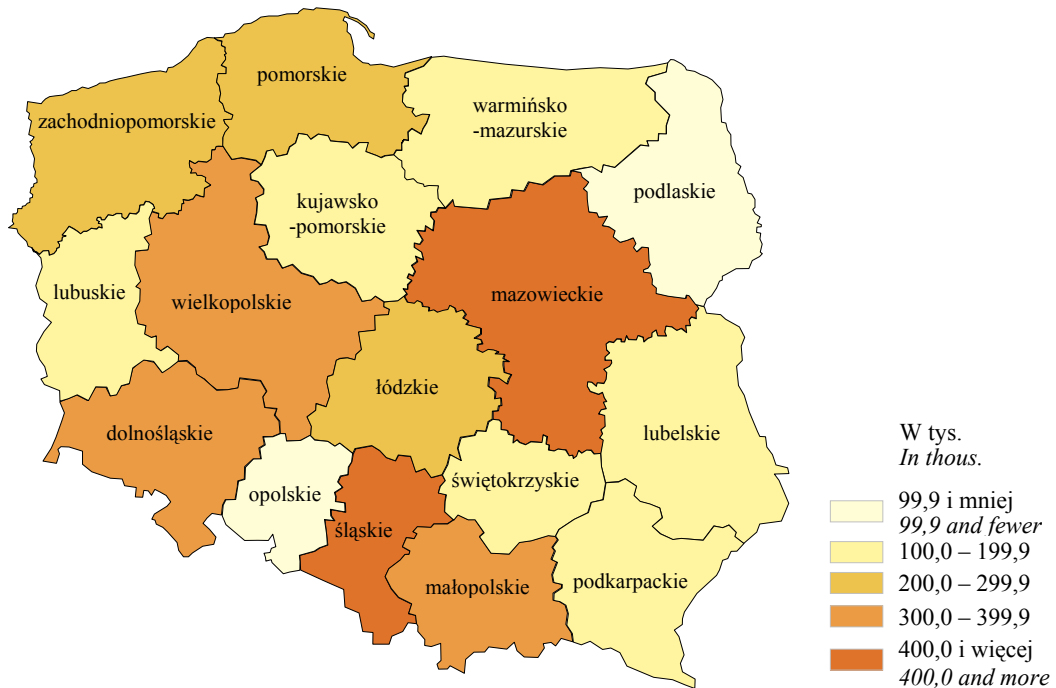 pomorskie
zachodniopomorskie
warmińsko
-mazurskie
podlaskie
kujawsko
-pomorskie
lubuskie
wielkopolskie
mazowieckie
łódzkie
dolnośląskie
lubelskie
opolskie
świętokrzyskie
śląskie
małopolskie
podkarpackie
W tys.
In thous.
99,9 i mniej
99,9 and fewer
100,0 – 199,9
200,0 – 299,9
300,0 – 399,9
400,0 i więcej
400,0 and more